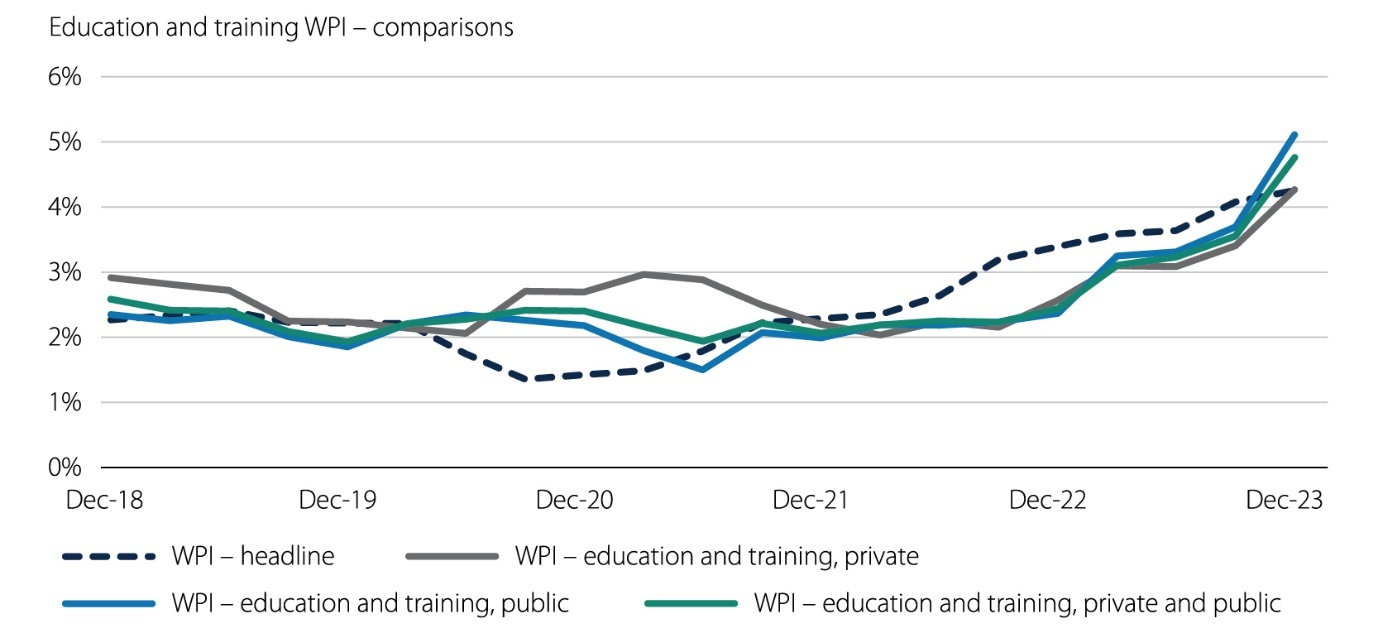 Education and training WPI – comparisons
6%
5%
4%
3%
2%
1%
0%
Dec-18 Dec-19 Dec-20 Dec-21 Dec-22 Dec-23
WPI – headline WPI – education and training, private
WPI – education and training, public WPI – education and training, private and public